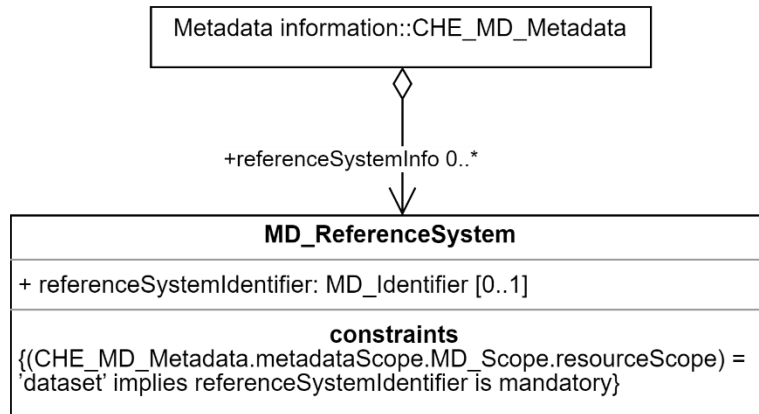 Metadata information::CHE_MD_Metadata
+referenceSystemInfo 0..*
MD_ReferenceSystem
+ referenceSystemIdentifier: MD_Identifier [0..1]
constraints
{(CHE_MD_Metadata.metadataScope.MD_Scope.resourceScope) =
’dataset’ implies referenceSystemIdentifier is mandatory}